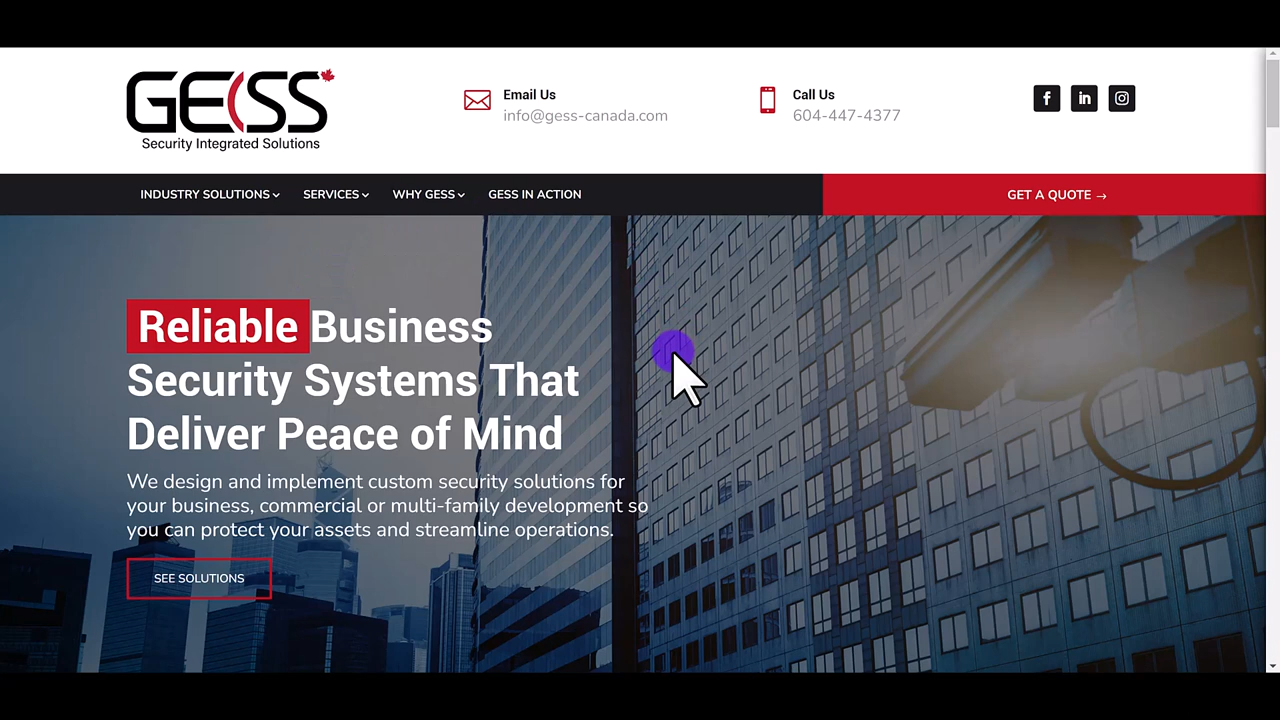 GESS
Security Integrated Solutions
Email Us
info@gess-canada.com
Call Us
604-447-4377
INDUSTRY SOLUTIONS
SERVICES
WHY GESS
GESS IN ACTION
GET A QUOTE →
Reliable Business
Security Systems That
Deliver Peace of Mind
We design and implement custom security solutions for
your business, commercial or multi-family development so
you can protect your assets and streamline operations.
SEE SOLUTIONS